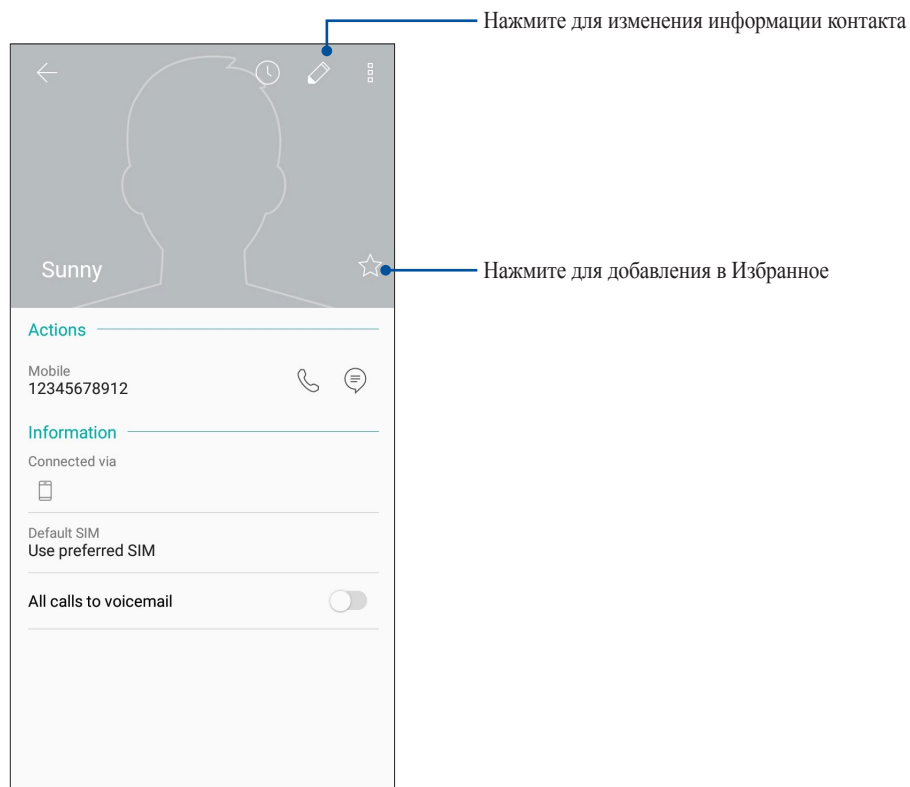 Нажмите для изменения информации контакта
Sunny
Нажмите для добавления в Избранное
Actions
Mobile
12345678912
Information
Connected via
Default SIM
Use preferred SIM
All calls to voicemail